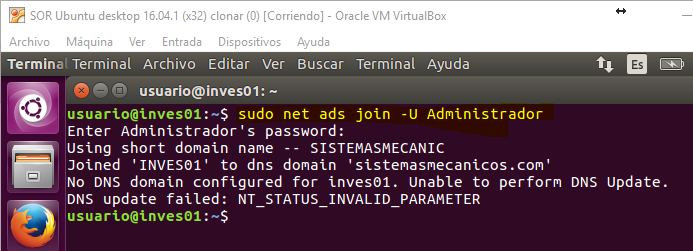 SOR Ubuntu desktop 16.04.1 (x32) clonar (0) [Corriendo] - Oracle VM VirtualBox
Archivo Máquina Ver Entrada Dispositivos Ayuda
Terminal Terminal Archivo Editar Ver Buscar Terminal Ayuda Es
usuario@inves01: ~
usuario@inves01:~$ sudo net ads join -U Administrador
Enter Administrador's password:
Using short domain name -- SISTEMASMECANIC
Joined 'INVES01' to dns domain 'sistemasmecanicos.com'
No DNS domain configured for inves01. Unable to perform DNS Update.
DNS update failed: NT_STATUS_INVALID_PARAMETER
usuario@inves01:~$